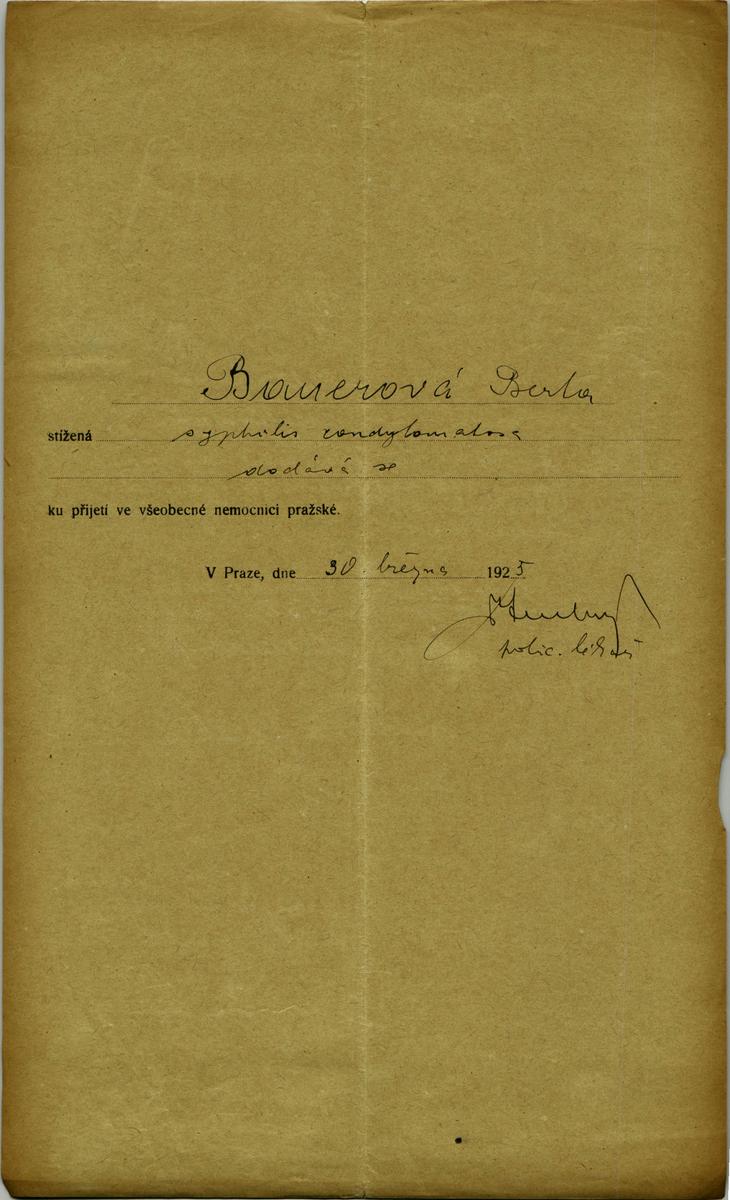 Bauerová Berta
stížená syphilis condylomatosa
dodává se
ku přijetí ve všeobecné nemocnici pražské.
V Praze, dne 30. března 1925
polic. lékař